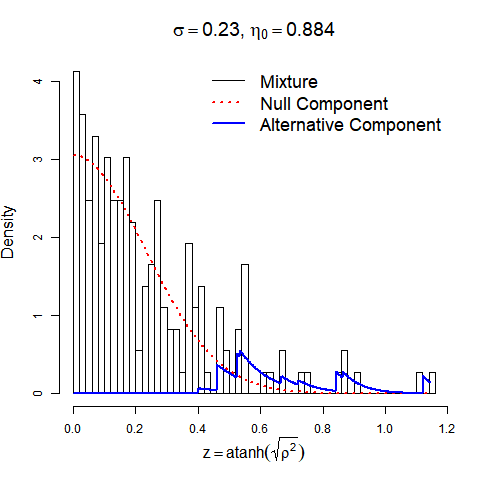 σ = 0.23, η₀ = 0.884
Mixture
Null Component
Alternative Component
Density
4
3
2
1
0
0.0 0.2 0.4 0.6 0.8 1.0 1.2
z = atanh(√ρ²)